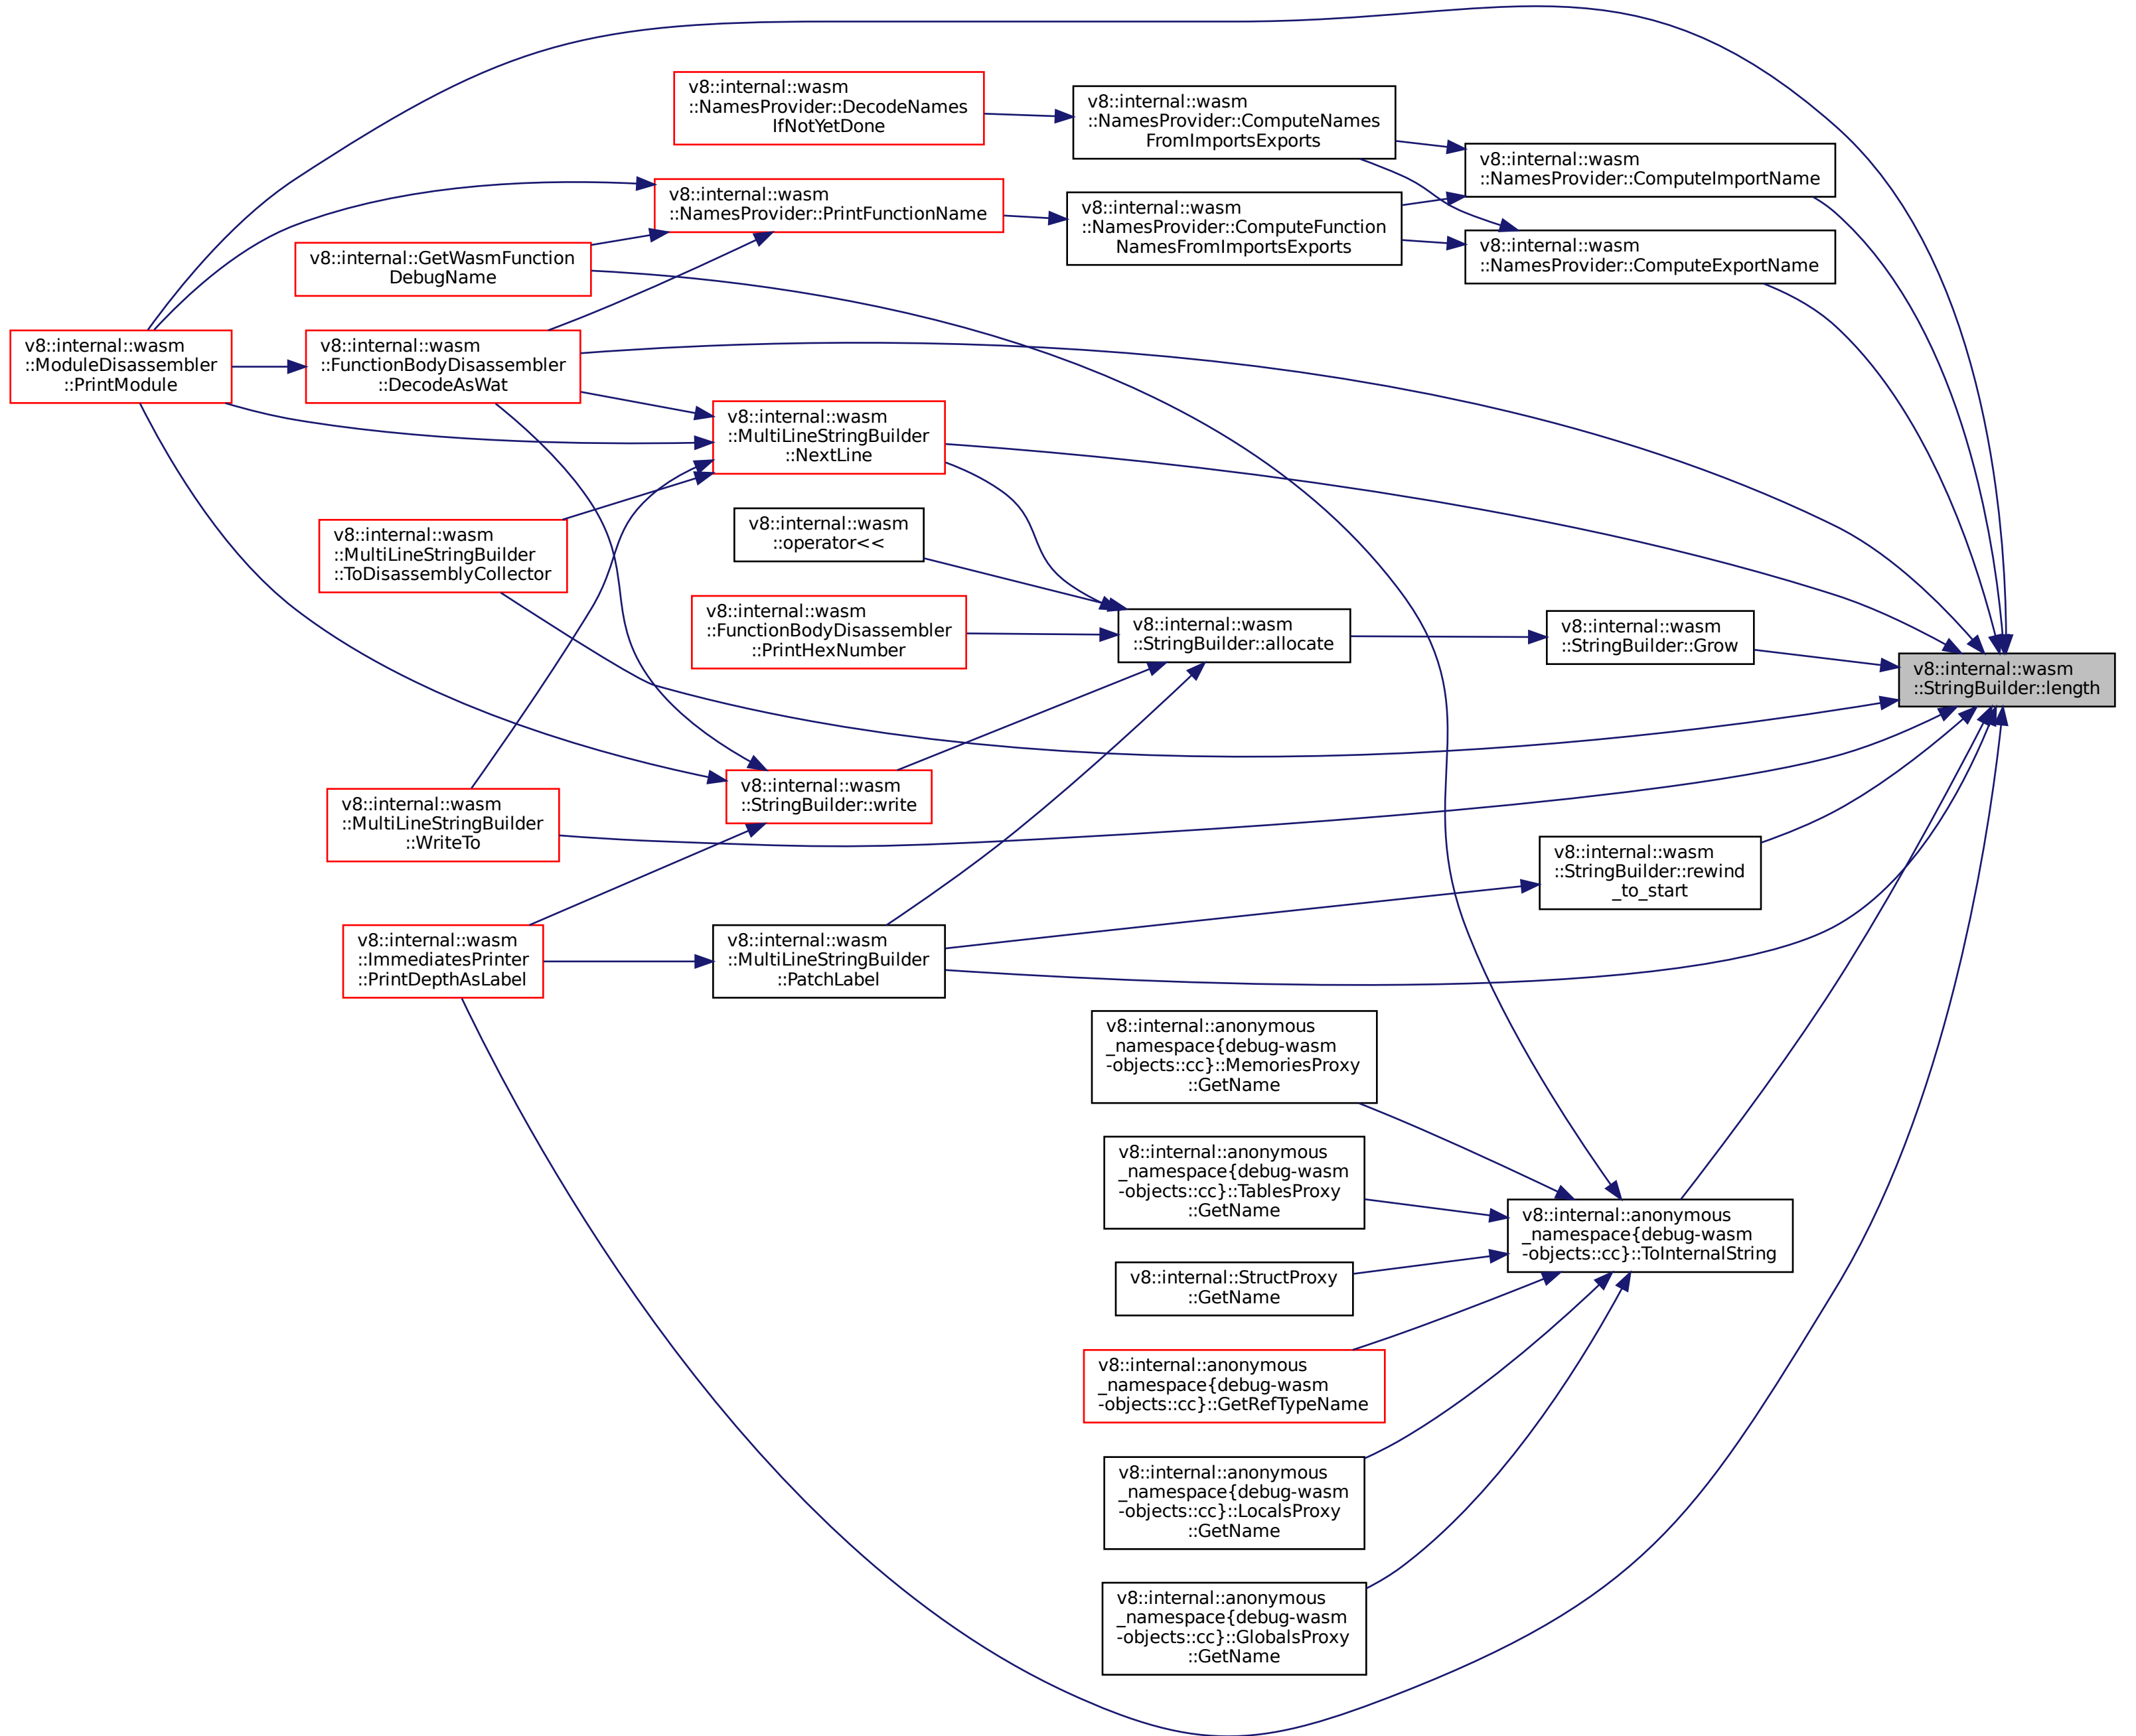 v8::internal::wasm
::NamesProvider::DecodeNames
IfNotYetDone
v8::internal::wasm
::NamesProvider::ComputeNames
FromImportsExports
v8::internal::wasm
::NamesProvider::ComputeImportName
v8::internal::wasm
::NamesProvider::PrintFunctionName
v8::internal::wasm
::NamesProvider::ComputeFunction
NamesFromImportsExports
v8::internal::wasm
::NamesProvider::ComputeExportName
v8::internal::GetWasmFunction
DebugName
v8::internal::wasm
::ModuleDisassembler
::PrintModule
v8::internal::wasm
::FunctionBodyDisassembler
::DecodeAsWat
v8::internal::wasm
::MultiLineStringBuilder
::NextLine
v8::internal::wasm
::operator<<
v8::internal::wasm
::MultiLineStringBuilder
::ToDisassemblyCollector
v8::internal::wasm
::FunctionBodyDisassembler
::PrintHexNumber
v8::internal::wasm
::StringBuilder::allocate
v8::internal::wasm
::StringBuilder::Grow
v8::internal::wasm
::StringBuilder::length
v8::internal::wasm
::StringBuilder::write
v8::internal::wasm
::MultiLineStringBuilder
::WriteTo
v8::internal::wasm
::StringBuilder::rewind
_to_start
v8::internal::wasm
::ImmediatesPrinter
::PrintDepthAsLabel
v8::internal::wasm
::MultiLineStringBuilder
::PatchLabel
v8::internal::anonymous
_namespace{debug-wasm
-objects::cc}::MemoriesProxy
::GetName
v8::internal::anonymous
_namespace{debug-wasm
-objects::cc}::TablesProxy
::GetName
v8::internal::anonymous
_namespace{debug-wasm
-objects::cc}::ToInternalString
v8::internal::StructProxy
::GetName
v8::internal::anonymous
_namespace{debug-wasm
-objects::cc}::GetRefTypeName
v8::internal::anonymous
_namespace{debug-wasm
-objects::cc}::LocalsProxy
::GetName
v8::internal::anonymous
_namespace{debug-wasm
-objects::cc}::GlobalsProxy
::GetName